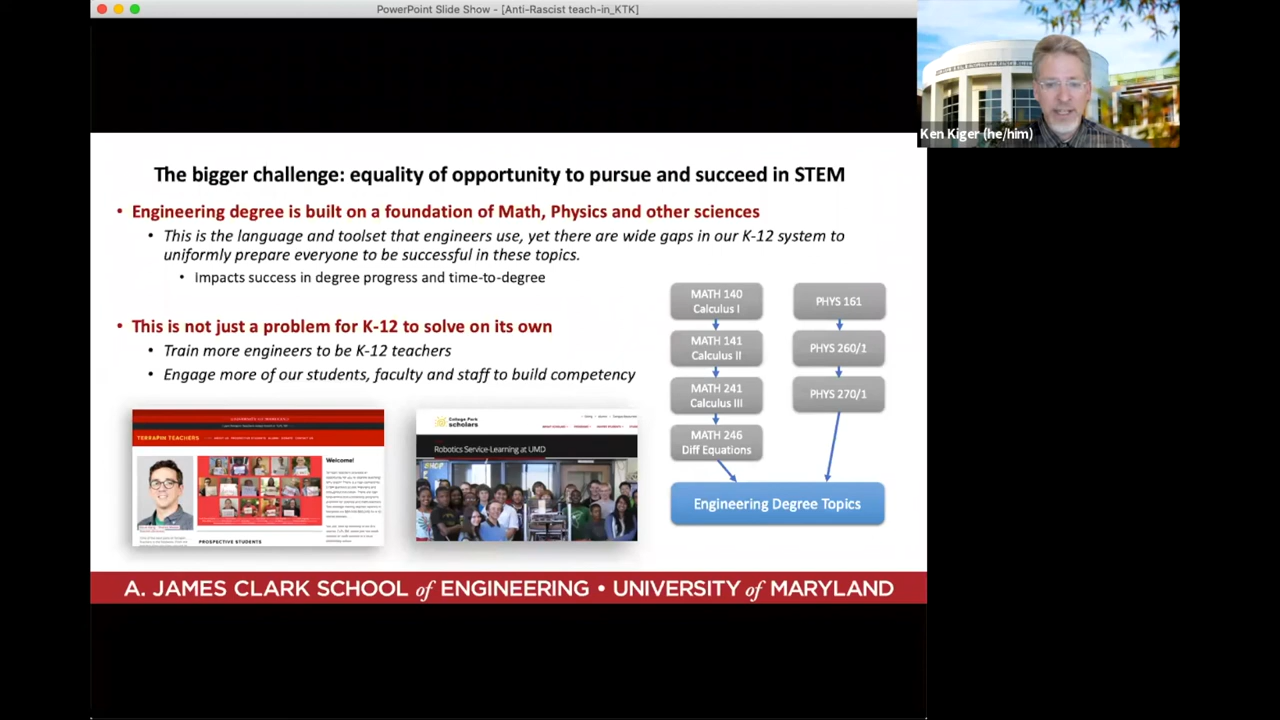 PowerPoint Slide Show - [Anti-Rascist teach-in_KTK]
Ken Kiger (he/him)
The bigger challenge: equality of opportunity to pursue and succeed in STEM
• Engineering degree is built on a foundation of Math, Physics and other sciences
• This is the language and toolset that engineers use, yet there are wide gaps in our K-12 system to
uniformly prepare everyone to be successful in these topics.
• Impacts success in degree progress and time-to-degree
• This is not just a problem for K-12 to solve on its own
• Train more engineers to be K-12 teachers
• Engage more of our students, faculty and staff to build competency
MATH 140
Calculus I
MATH 141
Calculus II
MATH 241
Calculus III
MATH 246
Diff Equations
PHYS 161
PHYS 260/1
PHYS 270/1
Engineering Degree Topics
TERRAPIN TEACHERS
Welcome!
PROSPECTIVE STUDENTS
College Park
scholars
Robotics Service-Learning at UMD
A. JAMES CLARK SCHOOL of ENGINEERING • UNIVERSITY of MARYLAND